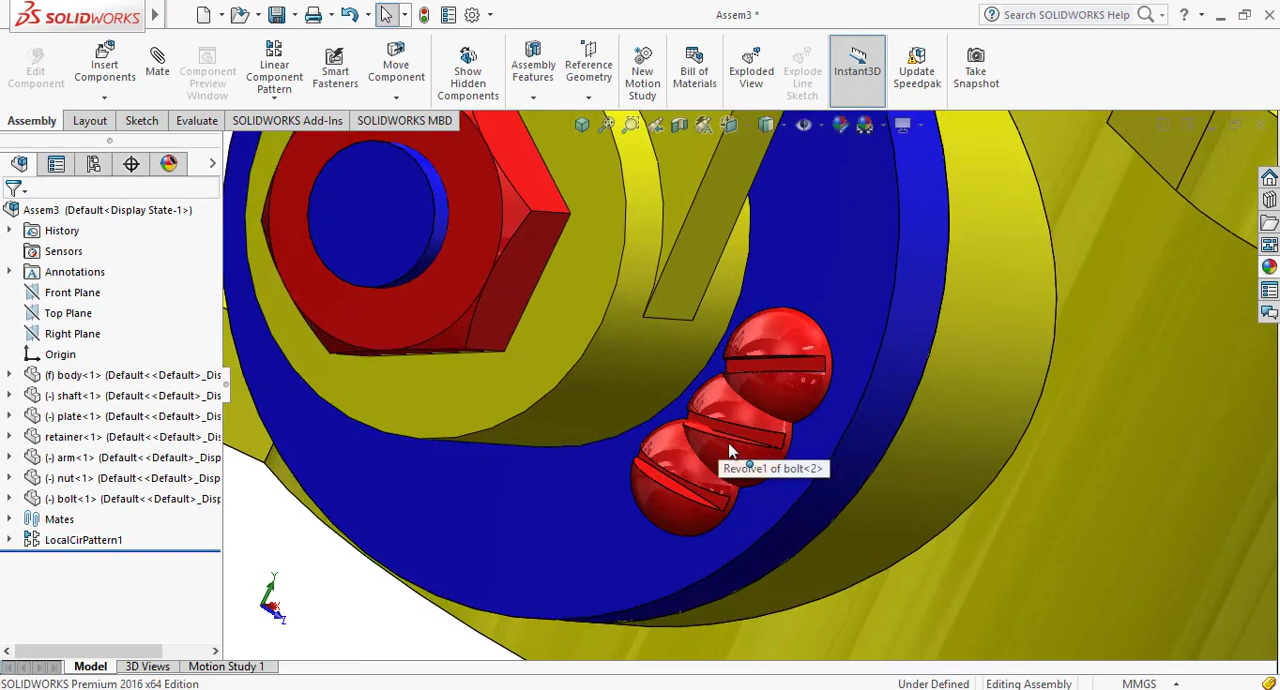 SOLIDWORKS
Assem3 *
Search SOLIDWORKS Help
?
Edit Component
Insert Components
Mate
Component Preview Window
Linear Component Pattern
Smart Fasteners
Move Component
Show Hidden Components
Assembly Features
Reference Geometry
New Motion Study
Bill of Materials
Exploded View
Explode Line Sketch
Instant3D
Update Speedpak
Take Snapshot
Assembly
Layout
Sketch
Evaluate
SOLIDWORKS Add-Ins
SOLIDWORKS MBD
Assem3 (Default<Display State-1>)
History
Sensors
Annotations
Front Plane
Top Plane
Right Plane
Origin
(f) body<1> (Default<<Default>_Disp
(-) shaft<1> (Default<<Default>_Dis
(-) plate<1> (Default<<Default>_Dis
retainer<1> (Default<<Default>_Dis
(-) arm<1> (Default<<Default>_Disp
(-) nut<1> (Default<<Default>_Disp
(-) bolt<1> (Default<<Default>_Disp
Mates
LocalCirPattern1
Revolve1 of bolt<2>
Y
Z
Model
3D Views
Motion Study 1
SOLIDWORKS Premium 2016 x64 Edition
Under Defined
Editing Assembly
MMGS